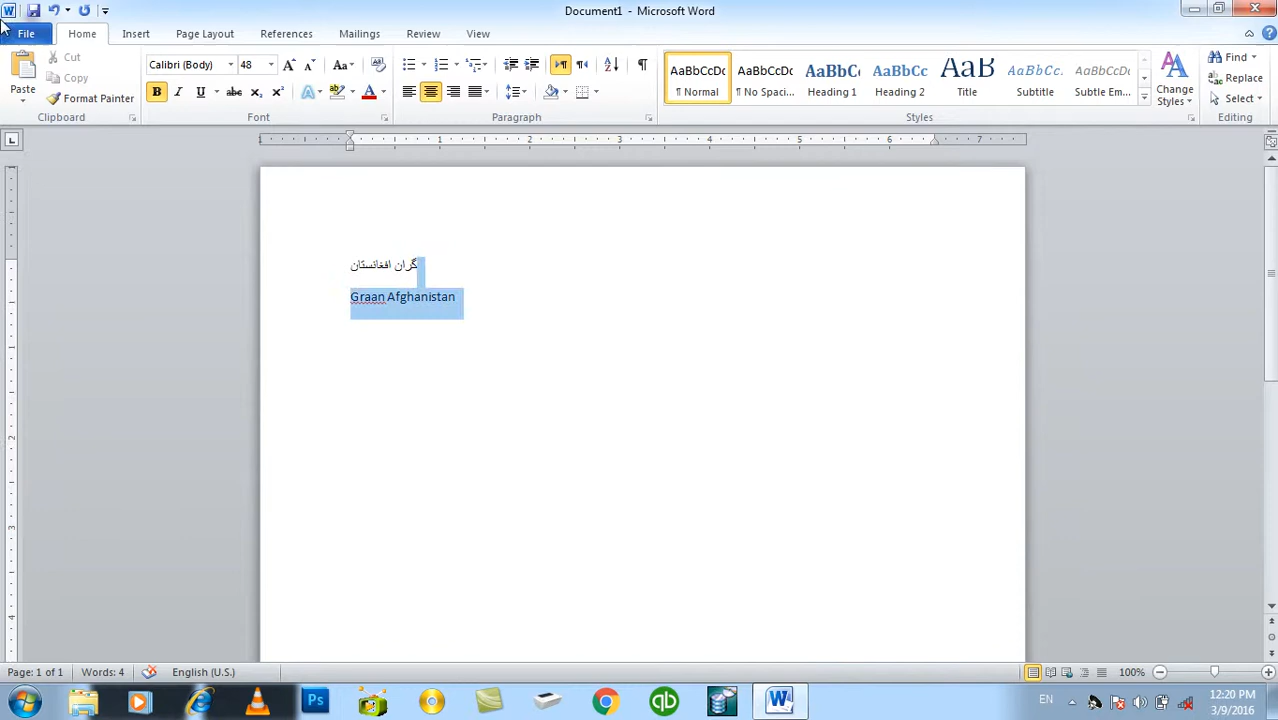 Document1 - Microsoft Word
File Home Insert Page Layout References Mailings Review View
Paste
Cut
Copy
Format Painter
Clipboard
Calibri (Body) 48
Font
Paragraph
AaBbCcDc AaBbCcDc AaBbC AaBbCc AaB AaBbCc. AaBbCcDc
¶ Normal ¶ No Spaci... Heading 1 Heading 2 Title Subtitle Subtle Em...
Change Styles
Styles
Find
Replace
Select
Editing
گران افغانستان
Graan Afghanistan
Page: 1 of 1 Words: 4 English (U.S.) 100%
EN
12:20 PM
3/9/2016